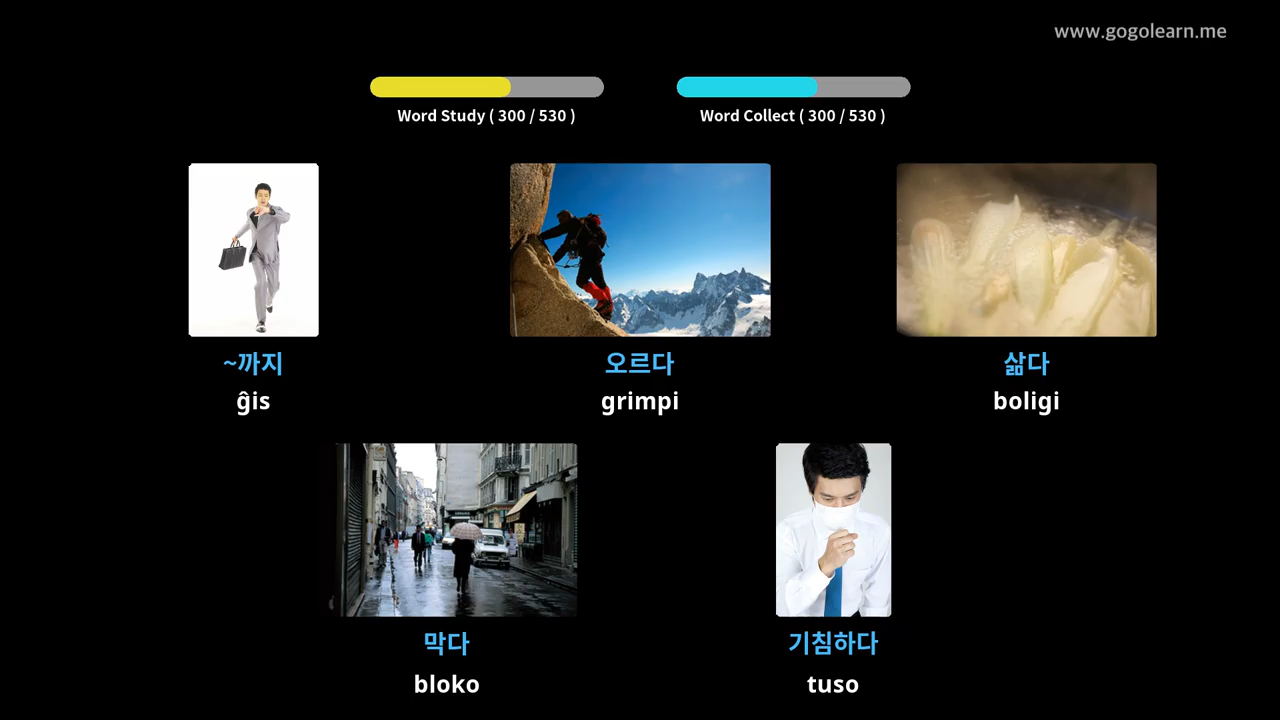 www.gogolearn.me
Word Study ( 300 / 530 )
Word Collect ( 300 / 530 )
~까지
ĝis
오르다
grimpi
삶다
boligi
막다
bloko
기침하다
tuso